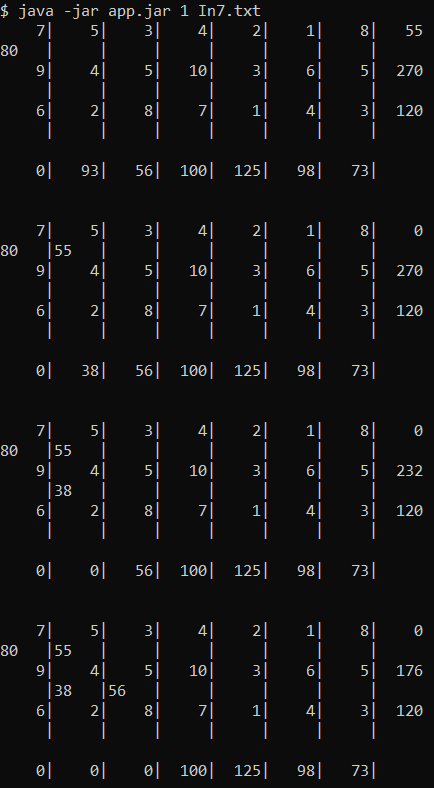 $ java -jar app.jar 1 In7.txt
    7|    5|    3|    4|    2|    1|    8|   55
80   |     |     |     |     |     |     |
    9|    4|    5|   10|    3|    6|    5|  270
     |     |     |     |     |     |     |
    6|    2|    8|    7|    1|    4|    3|  120
     |     |     |     |     |     |     |
    0|   93|   56|  100|  125|   98|   73|
    7|    5|    3|    4|    2|    1|    8|    0
80   |55   |     |     |     |     |     |
    9|    4|    5|   10|    3|    6|    5|  270
     |     |     |     |     |     |     |
    6|    2|    8|    7|    1|    4|    3|  120
     |     |     |     |     |     |     |
    0|   38|   56|  100|  125|   98|   73|
    7|    5|    3|    4|    2|    1|    8|    0
80   |55   |     |     |     |     |     |
    9|    4|    5|   10|    3|    6|    5|  232
     |38   |     |     |     |     |     |
    6|    2|    8|    7|    1|    4|    3|  120
     |     |     |     |     |     |     |
    0|    0|   56|  100|  125|   98|   73|
    7|    5|    3|    4|    2|    1|    8|    0
80   |55   |     |     |     |     |     |
    9|    4|    5|   10|    3|    6|    5|  176
     |38   |56   |     |     |     |     |
    6|    2|    8|    7|    1|    4|    3|  120
     |     |     |     |     |     |     |
    0|    0|    0|  100|  125|   98|   73|